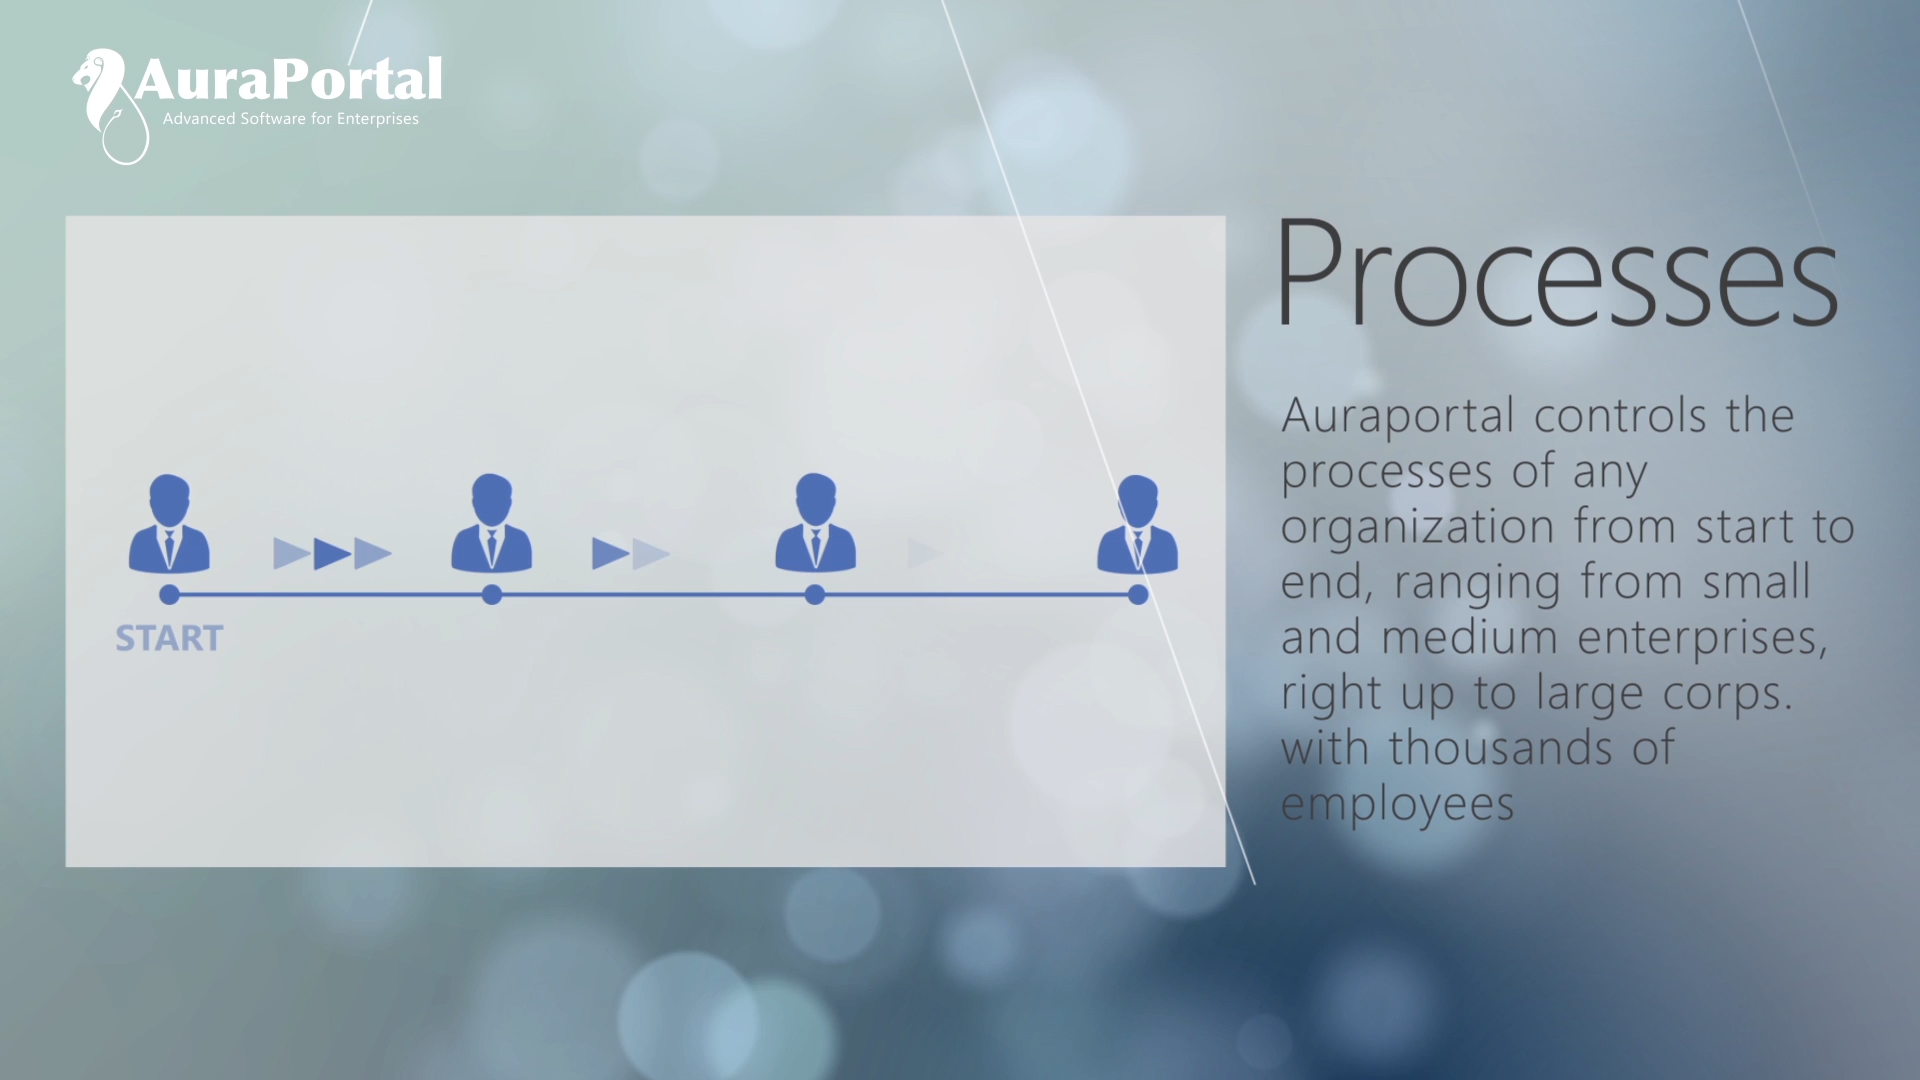 AuraPortal
Advanced Software for Enterprises
Processes
Auraportal controls the
processes of any
organization from start to
end, ranging from small
and medium enterprises,
right up to large corps.
with thousands of
employees
START